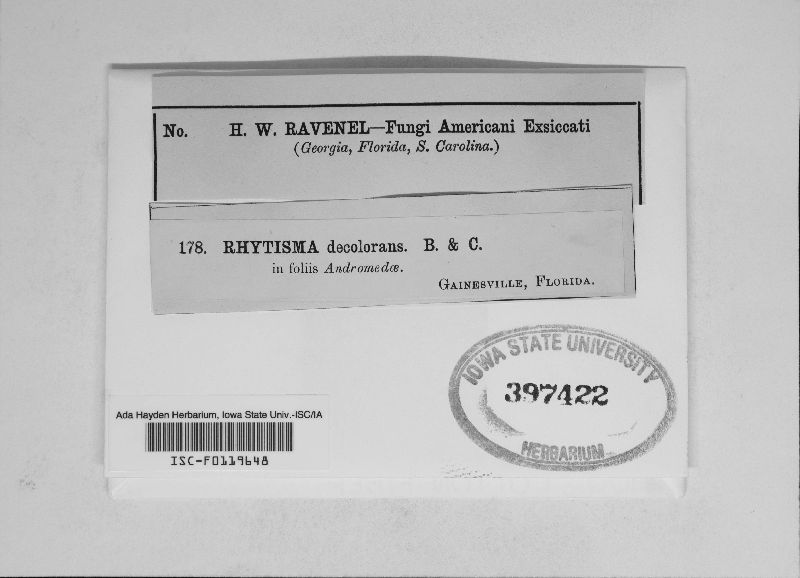 No. H. W. RAVENEL—Fungi Americani Exsiccati
(Georgia, Florida, S. Carolina.)
178. RHYTISMA decolorans. B. & C.
in foliis Andromedæ.
GAINESVILLE, FLORIDA.
IOWA STATE UNIVERSITY
397422
HERBARIUM
Ada Hayden Herbarium, Iowa State Univ.-ISC/IA
ISC-F0119648